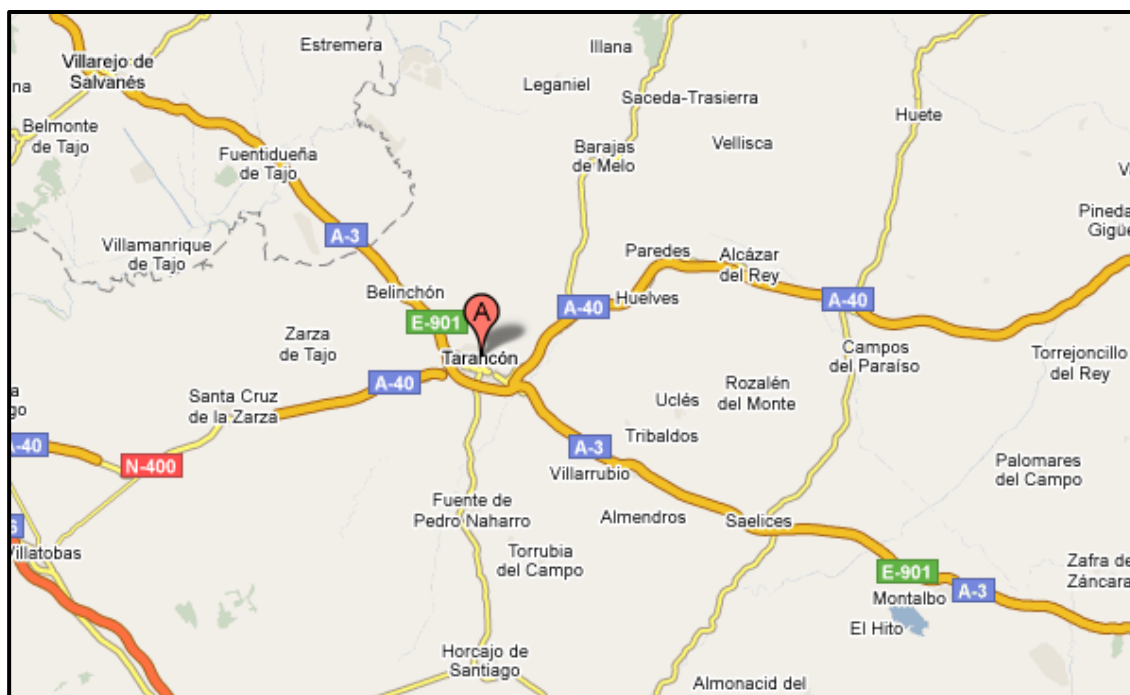 Estremera
Illana
Villarejo de
Salvanés
Leganiel
na
Saceda-Trasierra
Huete
Belmonte
de Tajo
Barajas
de Melo
Vellisca
Fuentidueña
de Tajo
Pineda
Gigüe
A-3
Villamanrique
de Tajo
Paredes
Alcázar
del Rey
Belinchón
Huelves
A-40
A-40
A
E-901
Zarza
de Tajo
Tarancón
Campos
del Paraíso
Torrejoncillo
del Rey
A-40
Santa Cruz
de la Zarza
Rozalén
del Monte
Uclés
a
go
Tribaldos
A-40
N-400
A-3
Villarrubio
Palomares
del Campo
Fuente de
Pedro Naharro
Almendros
Saelices
6
Villatobas
Torrubia
del Campo
Zafra de
Záncara
E-901
A-3
Montalbo
El Hito
Horcajo de
Santiago
Almonacid del